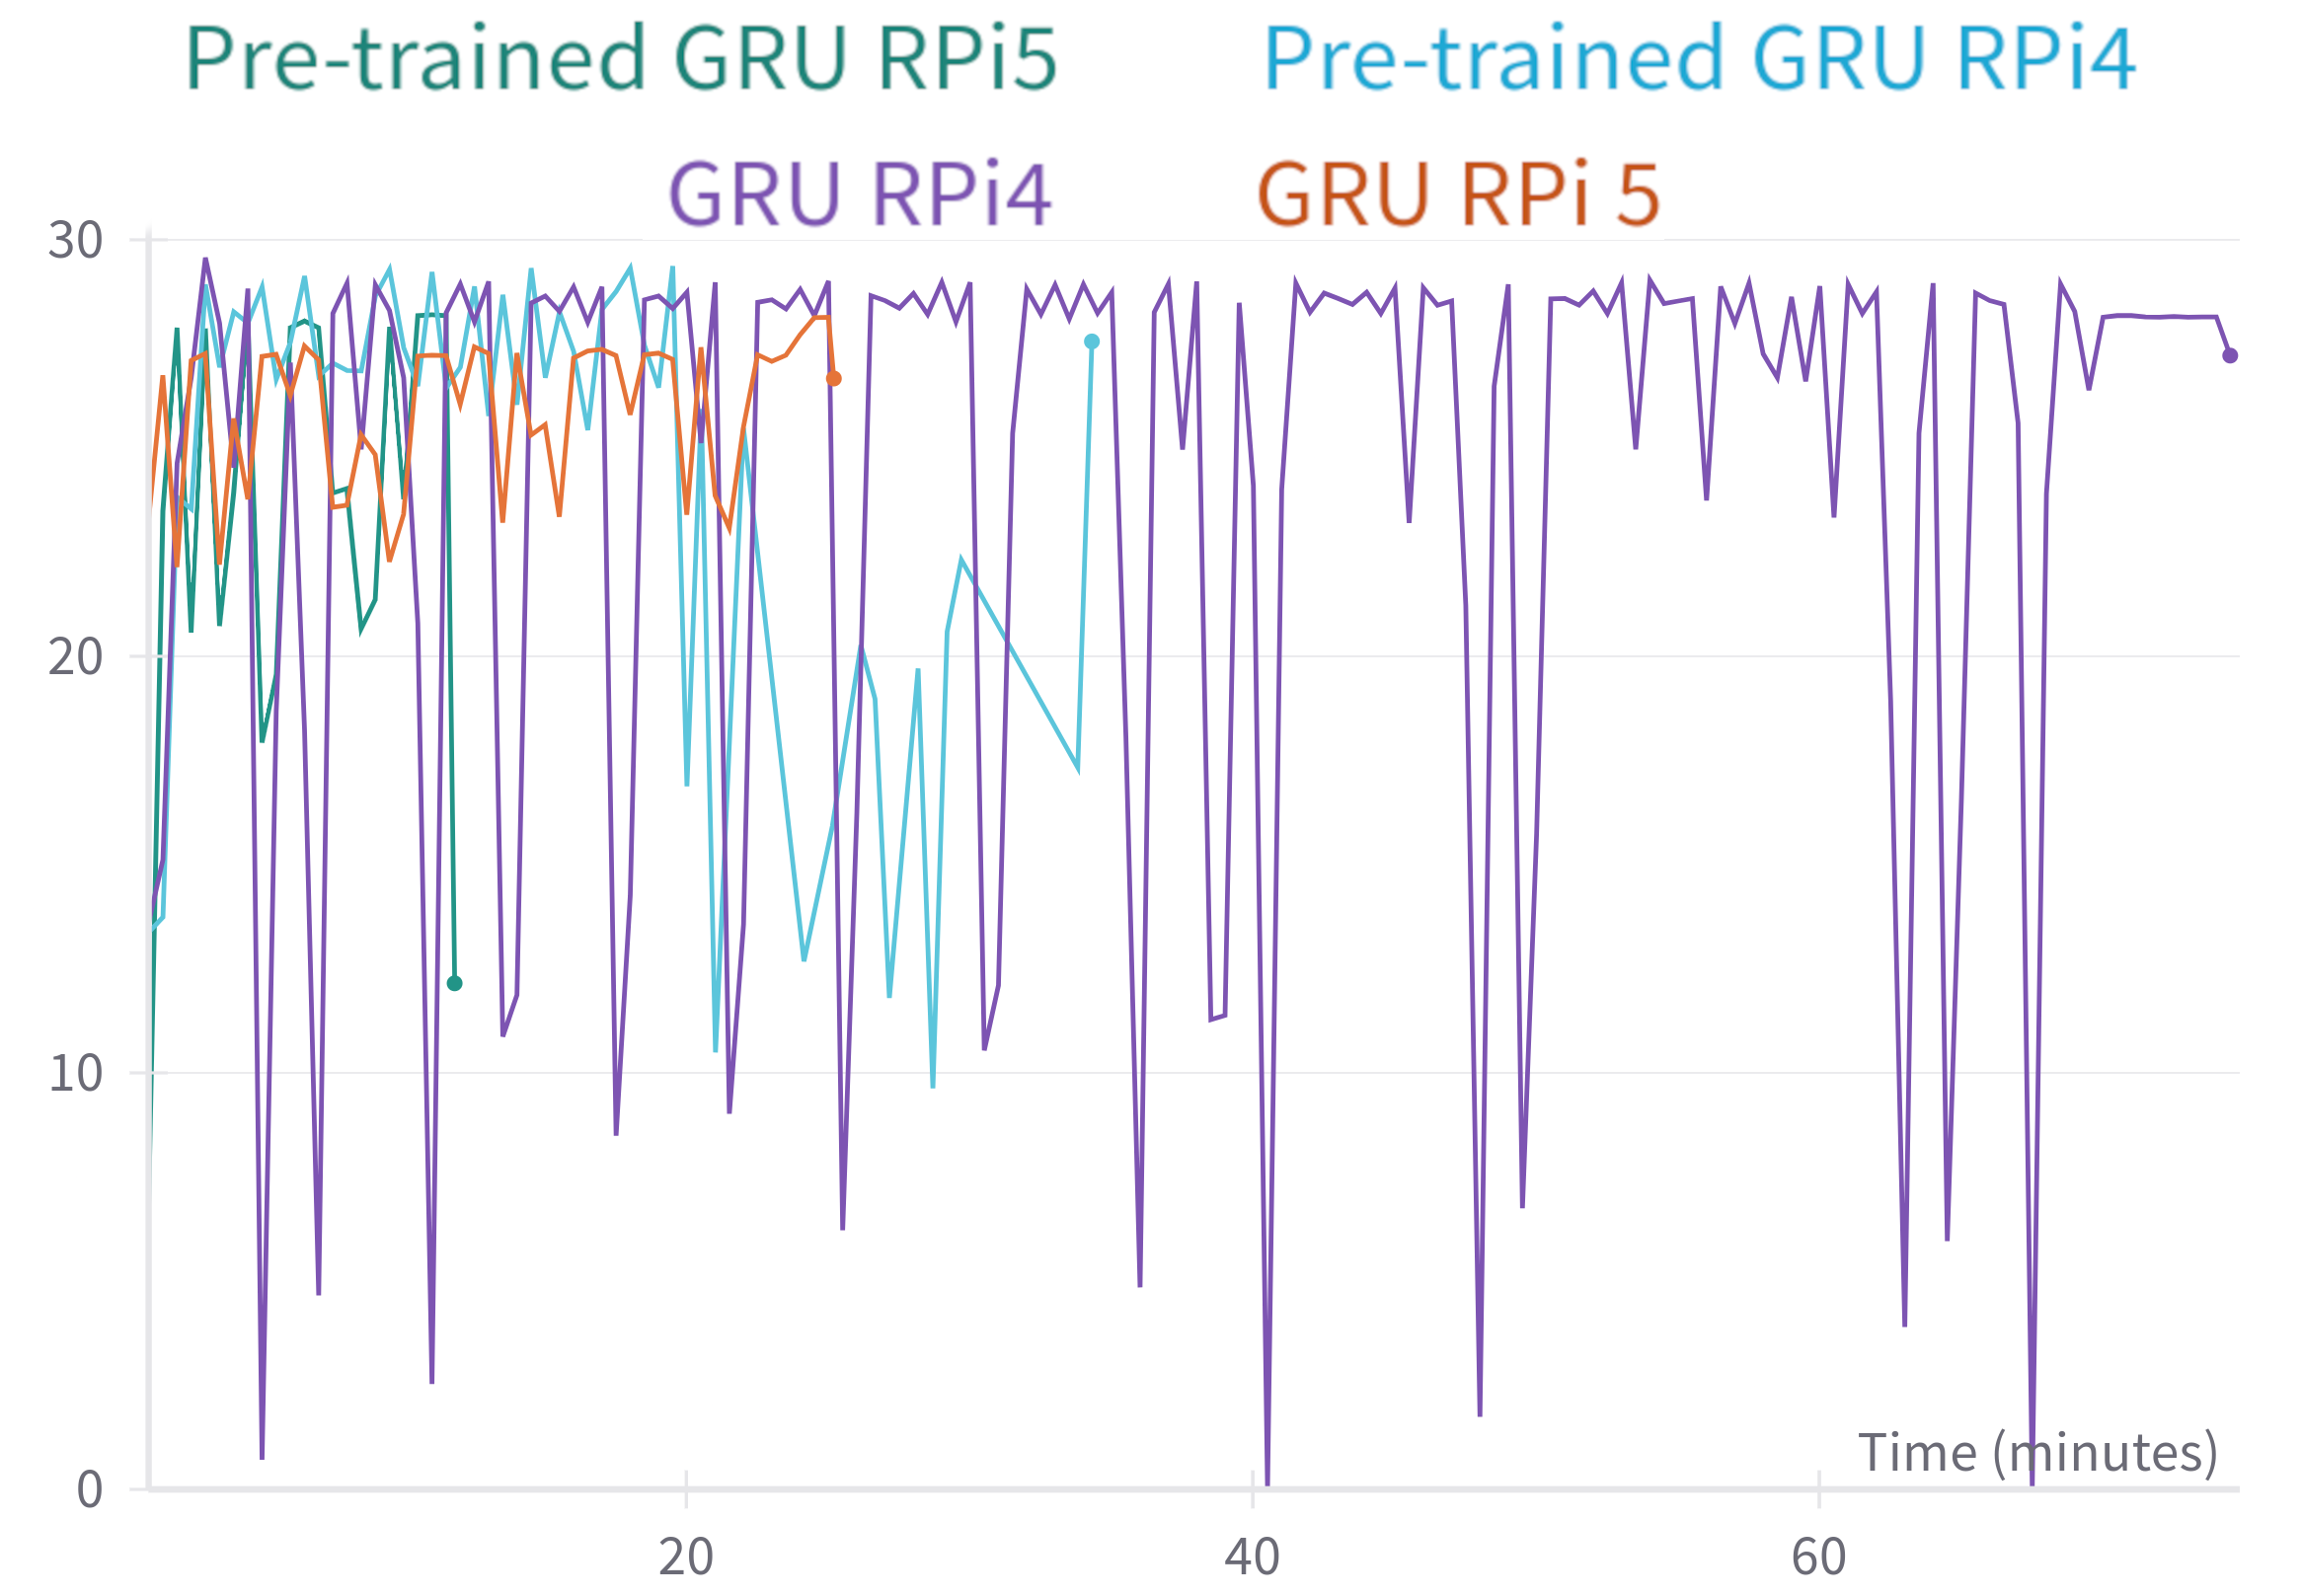 Pre-trained GRU RPi5 Pre-trained GRU RPi4
GRU RPi4 GRU RPi 5
30
20
10
0
Time (minutes)
20 40 60